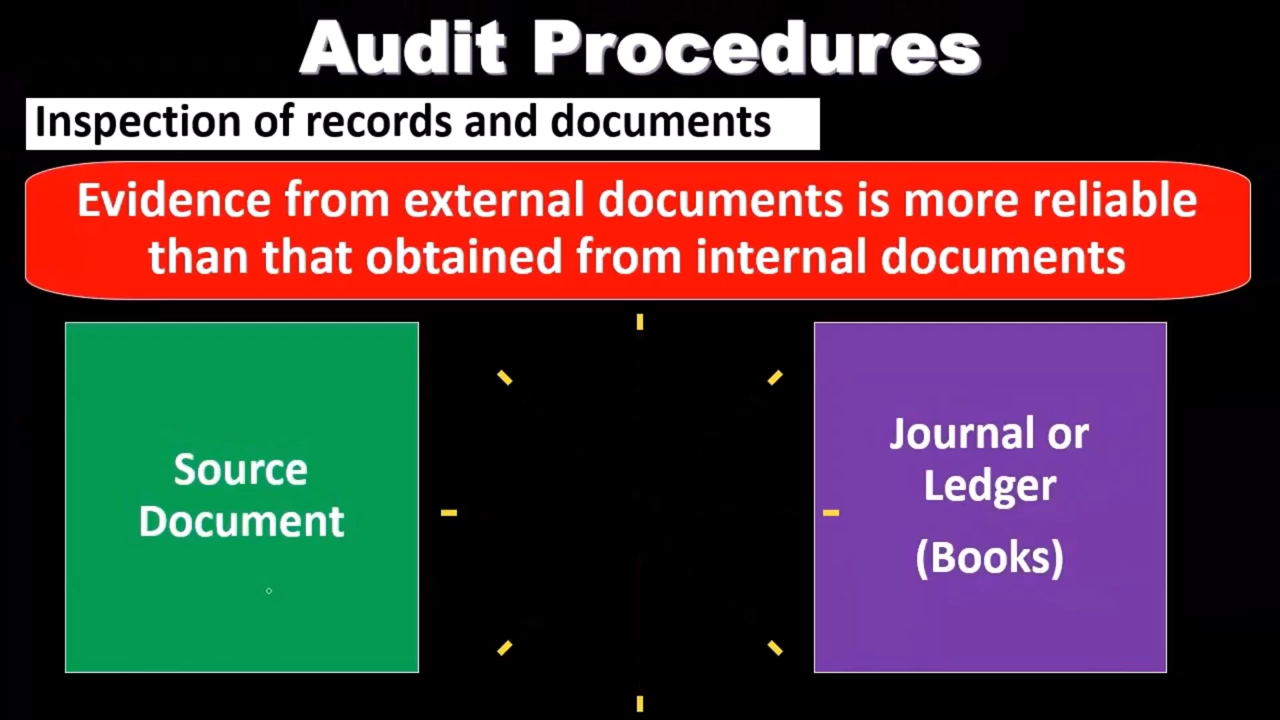 Audit Procedures
Inspection of records and documents
Evidence from external documents is more reliable
than that obtained from internal documents
Source
Document
Journal or
Ledger
(Books)